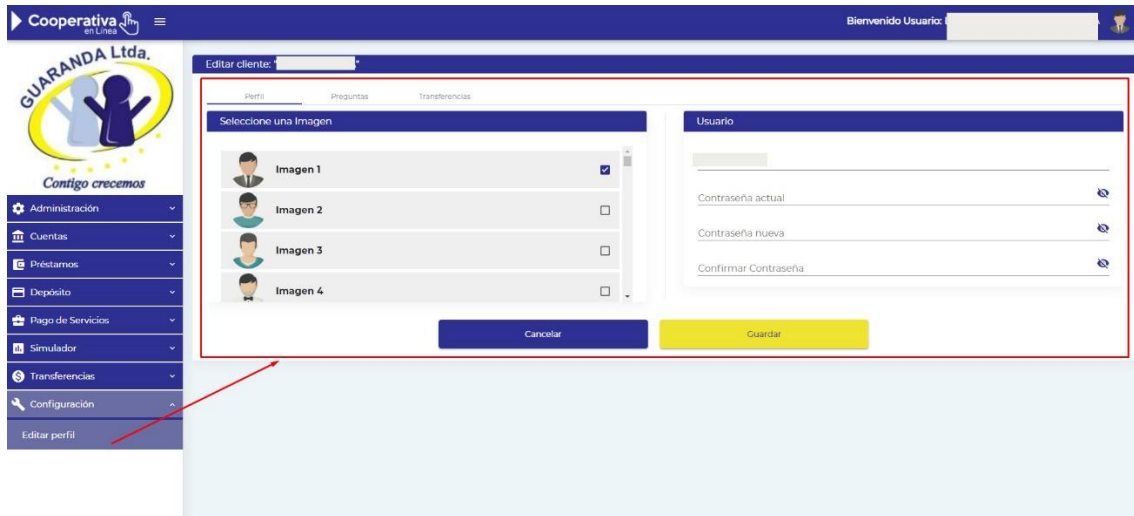 Cooperativa
en Linea
Bienvenido Usuario:
GUARANDA Ltda.
Contigo crecemos
Administración
Cuentas
Préstamos
Depósito
Pago de Servicios
Simulador
Transferencias
Configuración
Editar perfil
Editar cliente: "
Perfil Preguntas Transferencias
Seleccione una Imagen
Imagen 1
Imagen 2
Imagen 3
Imagen 4
Usuario
Contraseña actual
Contraseña nueva
Confirmar Contraseña
Cancelar
Guardar